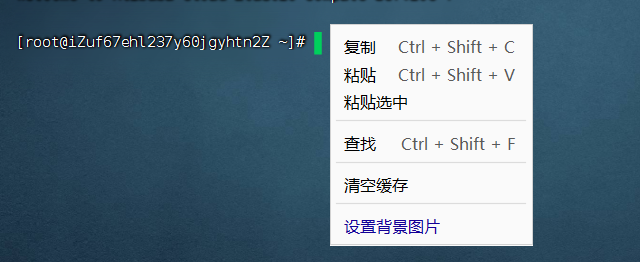 [root@iZuf67ehl237y60jgyhtn2Z ~]#
复制 Ctrl + Shift + C
粘贴 Ctrl + Shift + V
粘贴选中
查找 Ctrl + Shift + F
清空缓存
设置背景图片